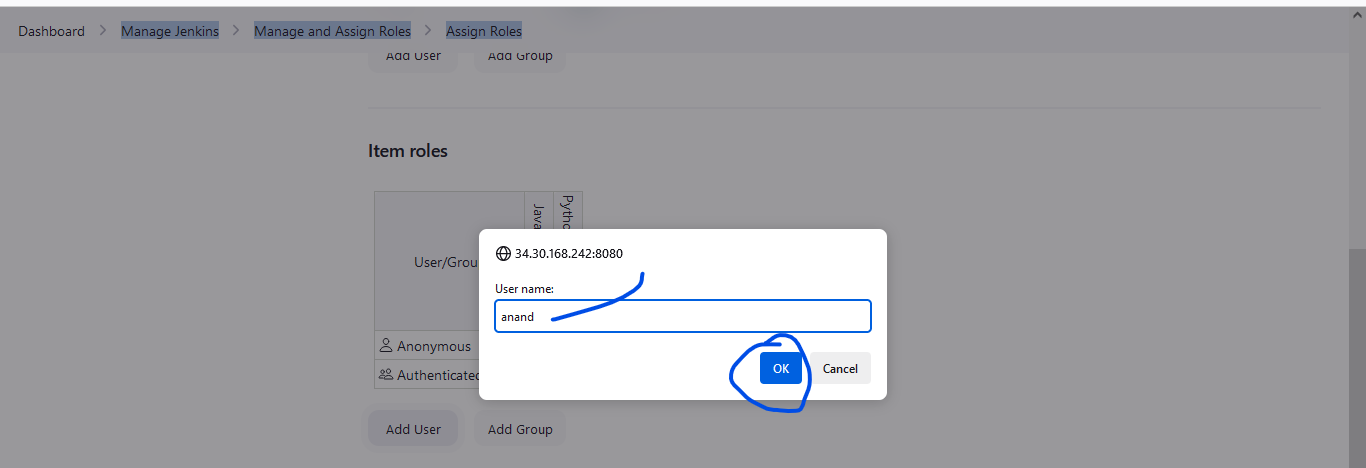 Dashboard > Manage Jenkins > Manage and Assign Roles > Assign Roles
Add User Add Group
Item roles
Java
Pytho
User/Grou
34.30.168.242:8080
User name:
anand
Anonymous
OK Cancel
Authenticated
Add User Add Group